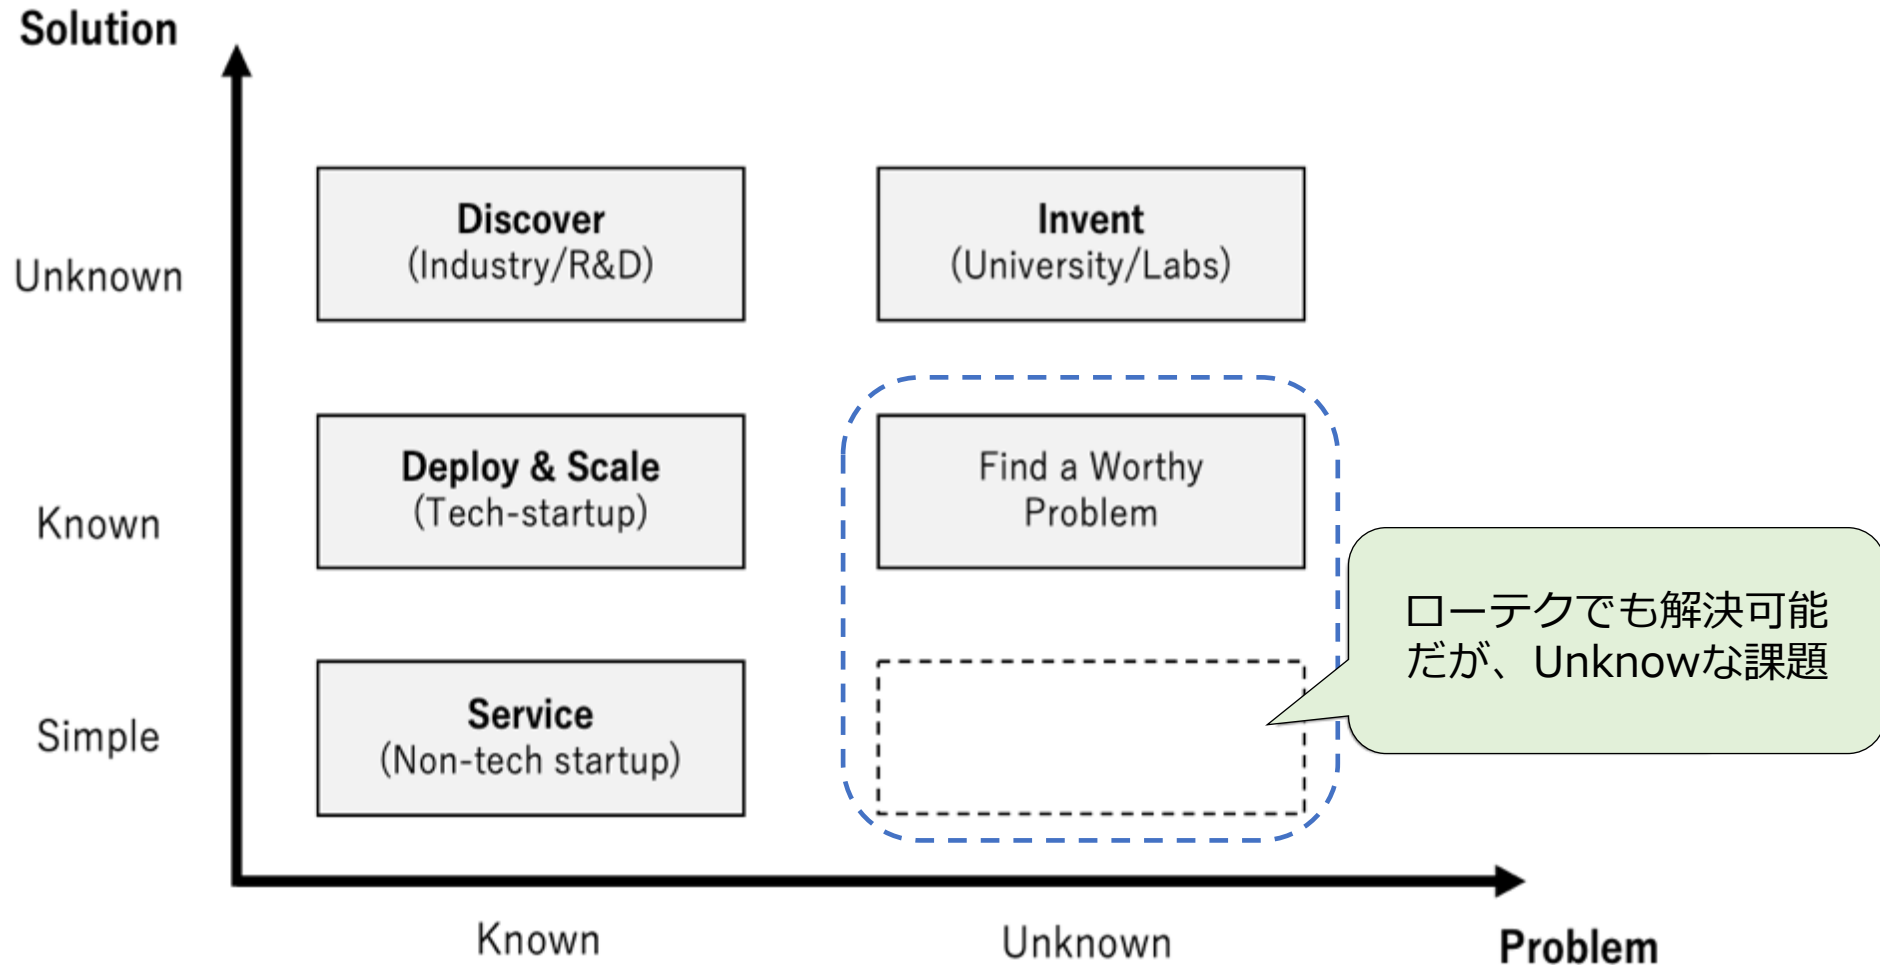 Solution
Unknown
Discover
(Industry/R&D)
Invent
(University/Labs)
Known
Deploy & Scale
(Tech-startup)
Find a Worthy
Problem
ローテクでも解決可能
だが、Unknowな課題
Simple
Service
(Non-tech startup)
Known
Unknown
Problem